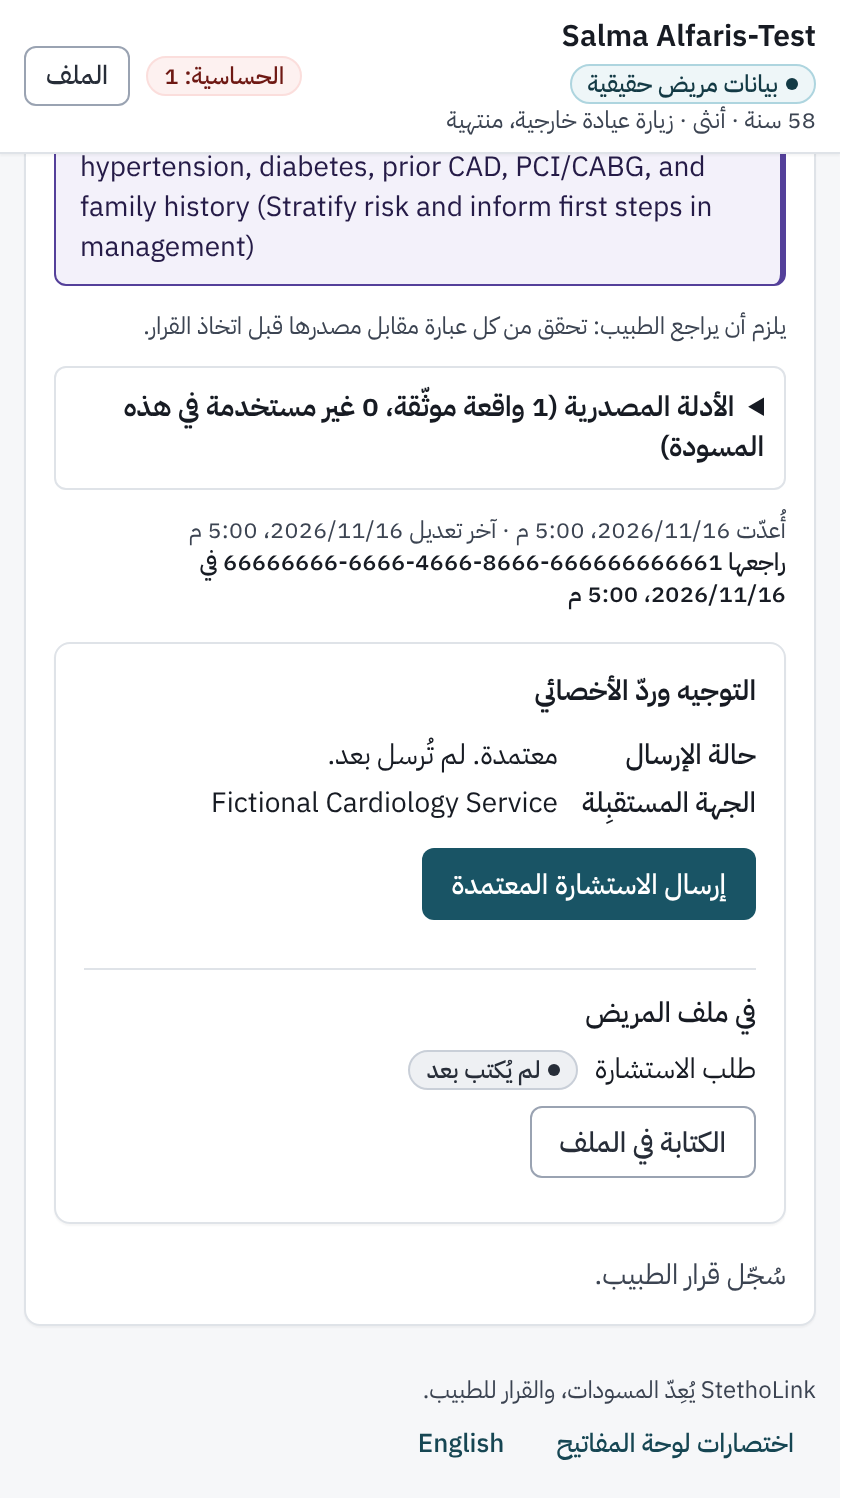 Salma Alfaris-Test
بيانات مريض حقيقية
58 سنة · أنثى · زيارة عيادة خارجية، منتهية
الحساسية: 1
الملف
hypertension, diabetes, prior CAD, PCI/CABG, and
family history (Stratify risk and inform first steps in
management)
يلزم أن يراجع الطبيب: تحقق من كل عبارة مقابل مصدرها قبل اتخاذ القرار.
الأدلة المصدرية (1 واقعة موثّقة، 0 غير مستخدمة في هذه
المسودة)
أُعدّت 2026/11/16، 5:00 م · آخر تعديل 2026/11/16، 5:00 م
راجعها 66666666-6666-4666-8666-666666666661 في
2026/11/16، 5:00 م
التوجيه وردّ الأخصائي
حالة الإرسال معتمدة. لم تُرسل بعد.
الجهة المستقبِلة Fictional Cardiology Service
إرسال الاستشارة المعتمدة
في ملف المريض
طلب الاستشارة لم يُكتب بعد
الكتابة في الملف
سُجّل قرار الطبيب.
StethoLink يُعِدّ المسودات، والقرار للطبيب.
اختصارات لوحة المفاتيح English